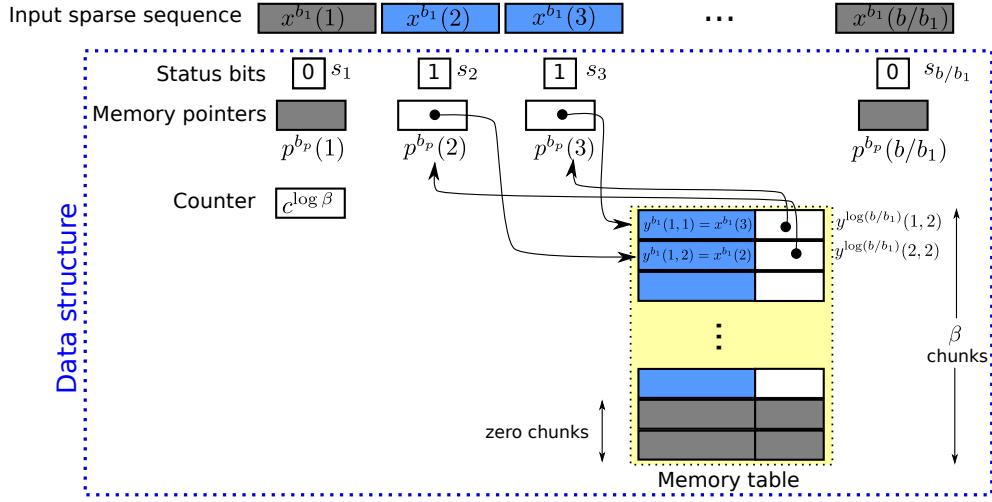 Input sparse sequence x^{b_1}(1) x^{b_1}(2) x^{b_1}(3) ... x^{b_1}(b/b_1)
Status bits 0 s_1 1 s_2 1 s_3 0 s_{b/b_1}
Memory pointers
p^{b_p}(1) p^{b_p}(2) p^{b_p}(3) p^{b_p}(b/b_1)
Counter c^{log β}
y^{b_1}(1, 1) = x^{b_1}(3) y^{log(b/b_1)}(1, 2)
y^{b_1}(1, 2) = x^{b_1}(2) y^{log(b/b_1)}(2, 2)
⋮
β
chunks
zero chunks
Memory table
Data structure